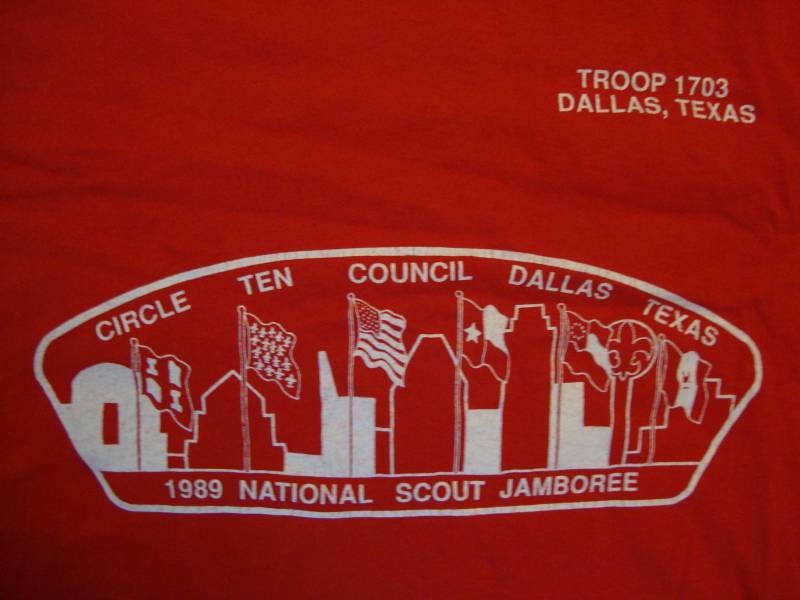 TROOP 1703
DALLAS, TEXAS
CIRCLE TEN COUNCIL DALLAS TEXAS
1989 NATIONAL SCOUT JAMBOREE